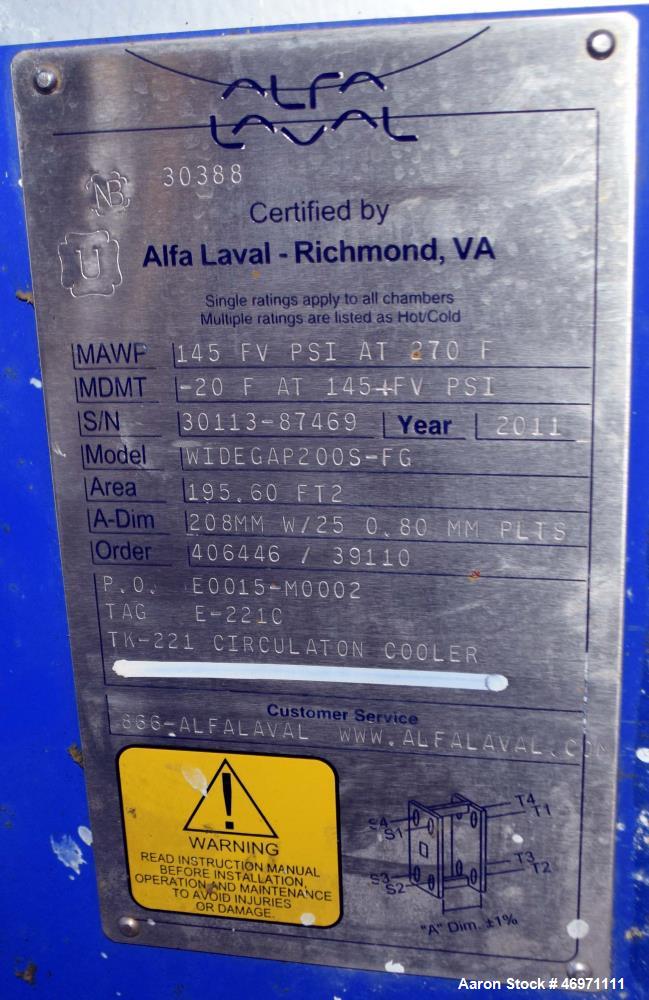 ALFA
LAVAL
NB 30388
U
Certified by
Alfa Laval - Richmond, VA
Single ratings apply to all chambers
Multiple ratings are listed as Hot/Cold
MAWP 145 FV PSI AT 270 F
MDMT -20 F AT 145+FV PSI
S/N 30113-87469 Year 2011
Model WIDEGAP200S-FG
Area 195.60 FT2
A-Dim 208MM W/25 0.80 MM PLTS
Order 406446 / 39110
P.O. E0015-M0002
TAG E-221C
TK-221 CIRCULATON COOLER
Customer Service
866-ALFALAVAL WWW.ALFALAVAL.COM
WARNING
READ INSTRUCTION MANUAL
BEFORE INSTALLATION,
OPERATION AND MAINTENANCE
TO AVOID INJURIES
OR DAMAGE.
S4 T4
S1 T1
S3 T3
S2 T2
"A" Dim. ±1%
Aaron Stock # 46971111